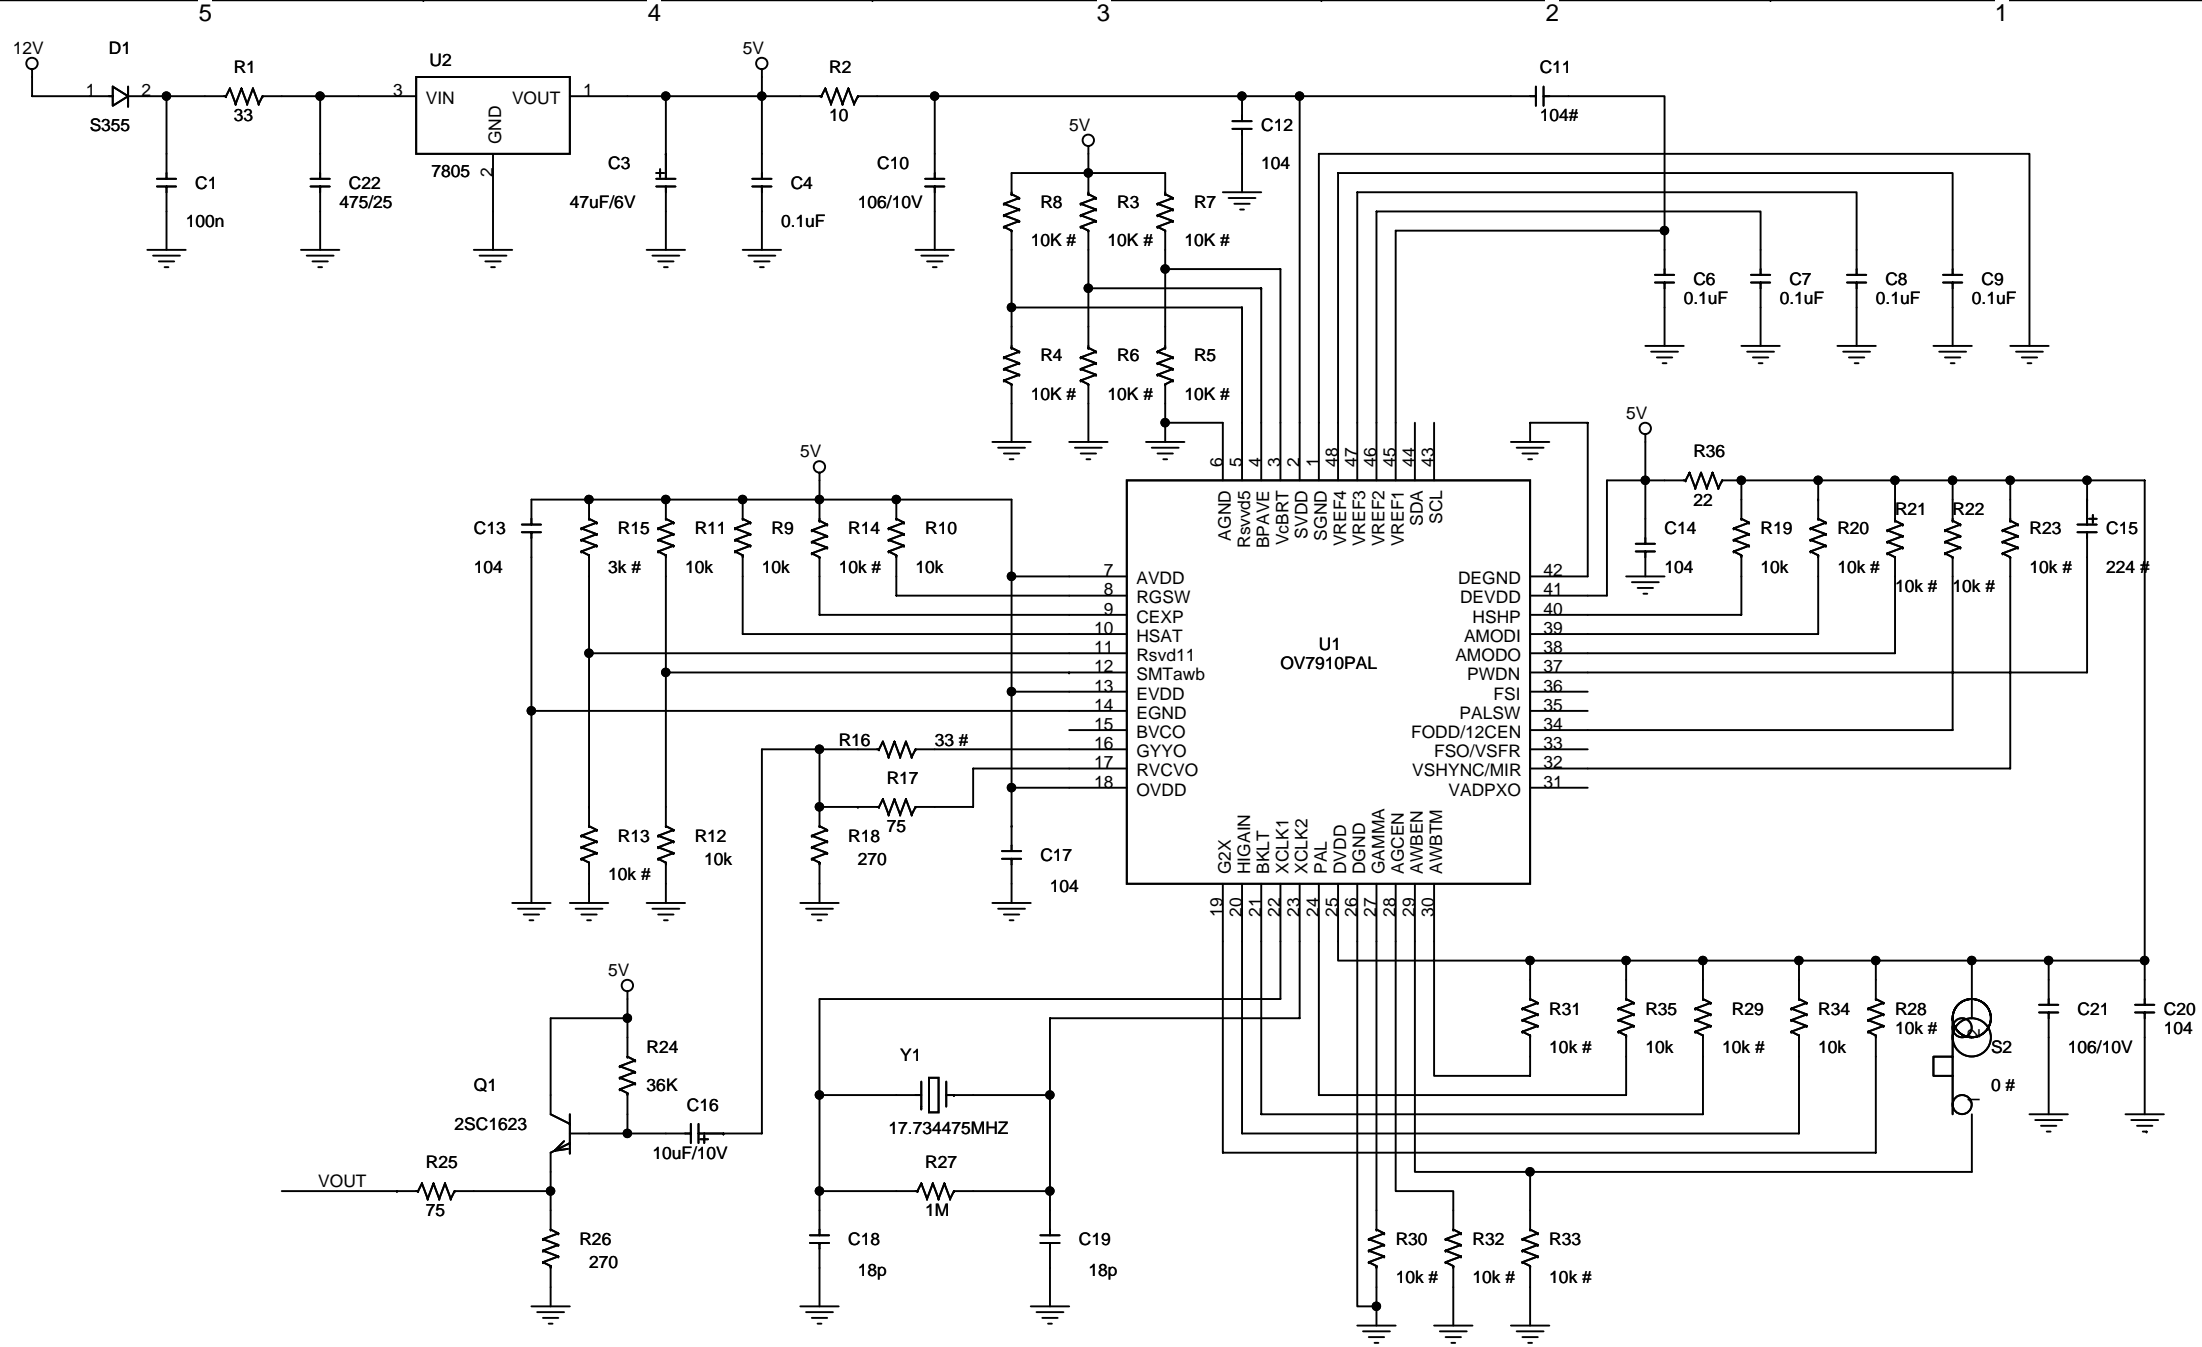 5 4 3 2 1
12V
D1
1 2
S355
R1
33
C1
100n
C22
475/25
U2
3 VIN VOUT 1
GND
2
7805
C3
+
47uF/6V
5V
C4
0.1uF
R2
10
C10
106/10V
C12
104
C11
104#
5V
R8 R3 R7
10K # 10K # 10K #
R4 R6 R5
10K # 10K # 10K #
C6
0.1uF
C7
0.1uF
C8
0.1uF
C9
0.1uF
6 5 4 3 2 1 48 47 46 45 44 43
AGND Rsvd5 BPAVE VcBRT SVDD SGND VREF4 VREF3 VREF2 VREF1 SDA SCL
5V
C13
104
R15
3k #
R11
10k
R9
10k
R14
10k #
R10
10k
7 AVDD
8 RGSW
9 CEXP
10 HSAT
11 Rsvd11
12 SMTawb
13 EVDD
14 EGND
15 BVCO
16 GYYO
17 RVCVO
18 OVDD
U1
OV7910PAL
DEGND 42
DEVDD 41
HSHP 40
AMODI 39
AMODO 38
PWDN 37
FSI 36
PALSW 35
FODD/12CEN 34
FSO/VSFR 33
VSHYNC/MIR 32
VADPXO 31
5V
R36
22
C14
104
R19
10k
R20
10k #
R21
10k #
R22
10k #
R23
10k #
+
C15
224 #
R16 33 #
R17
75
R18
270
R13
10k #
R12
10k
C17
104
G2X HIGAIN BKLT XCLK1 XCLK2 PAL DVDD DGND GAMMA AGCEN AWBEN AWBTM
19 20 21 22 23 24 25 26 27 28 29 30
5V
R24
36K
Q1
2SC1623
C16
+
10uF/10V
VOUT
R25
75
R26
270
Y1
17.734475MHZ
R27
1M
C18
18p
C19
18p
R31
10k #
R35
10k
R29
10k #
R34
10k
R28
10k #
S2
0 #
C21
106/10V
C20
104
R30
10k #
R32
10k #
R33
10k #